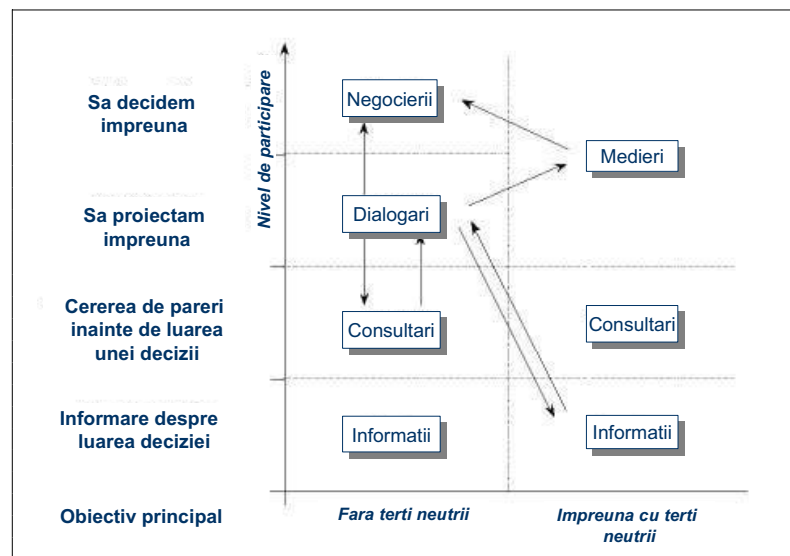 Nivel de participare
Sa decidem
impreuna
Negocierii
Medieri
Sa proiectam
impreuna
Dialogari
Cererea de pareri
inainte de luarea
unei decizii
Consultari
Consultari
Informare despre
luarea deciziei
Informatii
Informatii
Obiectiv principal
Fara terti neutrii
Impreuna cu terti
neutrii